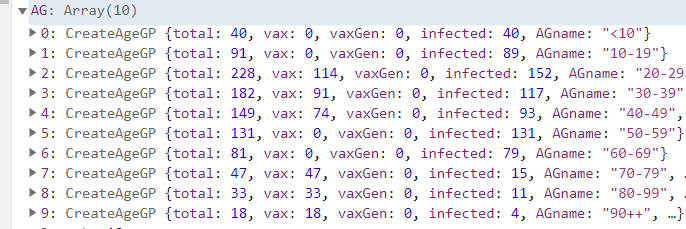 ▼AG: Array(10)
▶0: CreateAgeGP {total: 40, vax: 0, vaxGen: 0, infected: 40, AGname: "<10"}
▶1: CreateAgeGP {total: 91, vax: 0, vaxGen: 0, infected: 89, AGname: "10-19"}
▶2: CreateAgeGP {total: 228, vax: 114, vaxGen: 0, infected: 152, AGname: "20-29
▶3: CreateAgeGP {total: 182, vax: 91, vaxGen: 0, infected: 117, AGname: "30-39"
▶4: CreateAgeGP {total: 149, vax: 74, vaxGen: 0, infected: 93, AGname: "40-49",
▶5: CreateAgeGP {total: 131, vax: 0, vaxGen: 0, infected: 131, AGname: "50-59"}
▶6: CreateAgeGP {total: 81, vax: 0, vaxGen: 0, infected: 79, AGname: "60-69"}
▶7: CreateAgeGP {total: 47, vax: 47, vaxGen: 0, infected: 15, AGname: "70-79", …
▶8: CreateAgeGP {total: 33, vax: 33, vaxGen: 0, infected: 11, AGname: "80-99", …
▶9: CreateAgeGP {total: 18, vax: 18, vaxGen: 0, infected: 4, AGname: "90++", …}